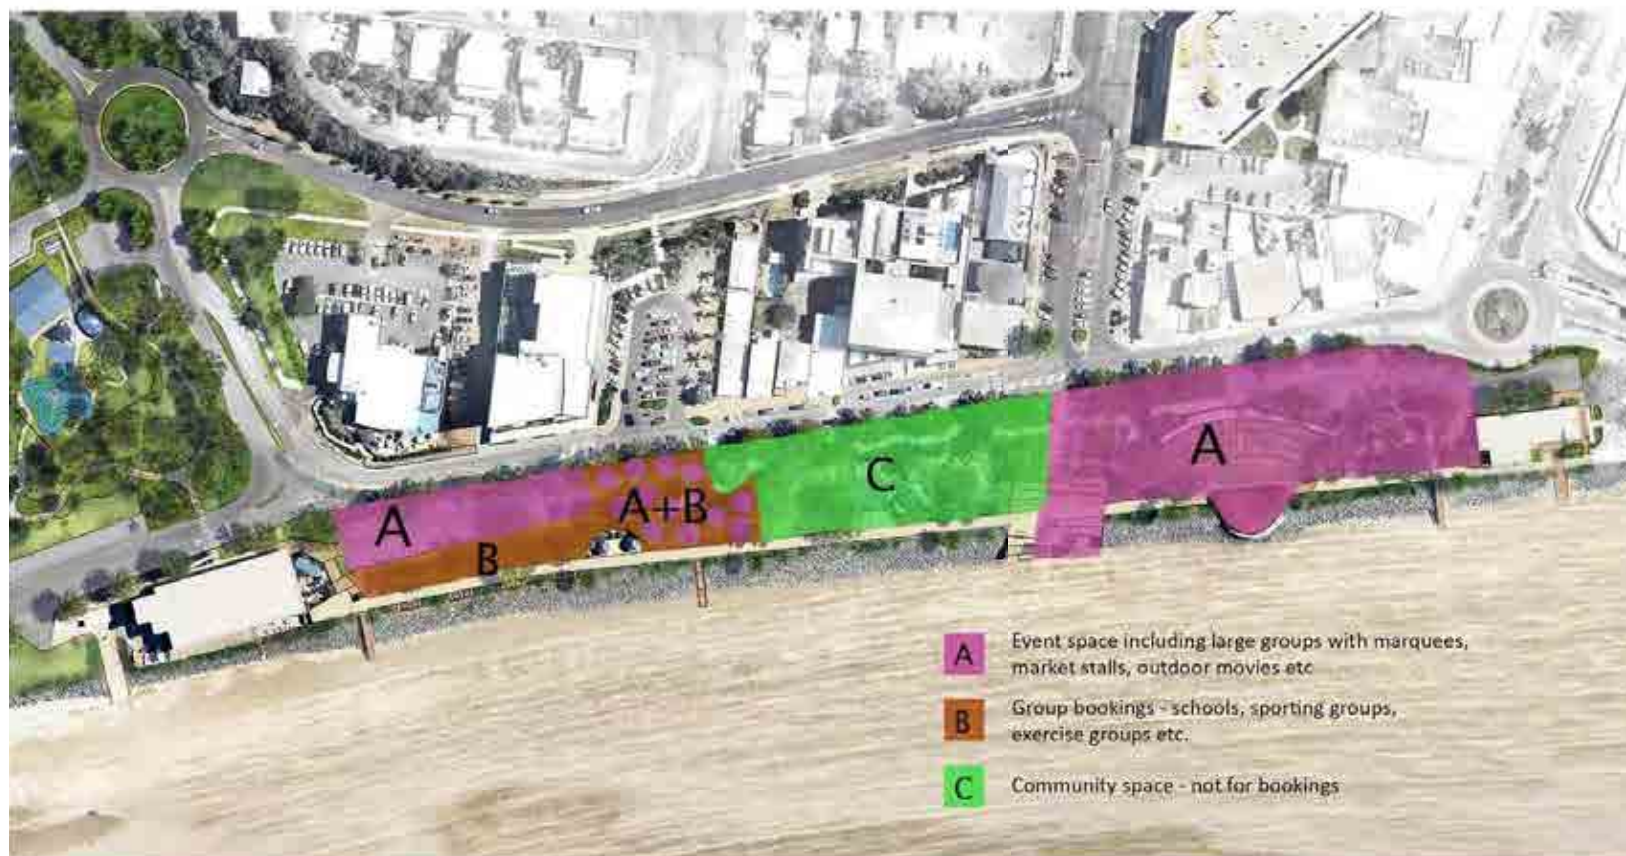 A
C
A+B
A
B
A Event space including large groups with marquees,
market stalls, outdoor movies etc
B Group bookings - schools, sporting groups,
exercise groups etc.
C Community space - not for bookings